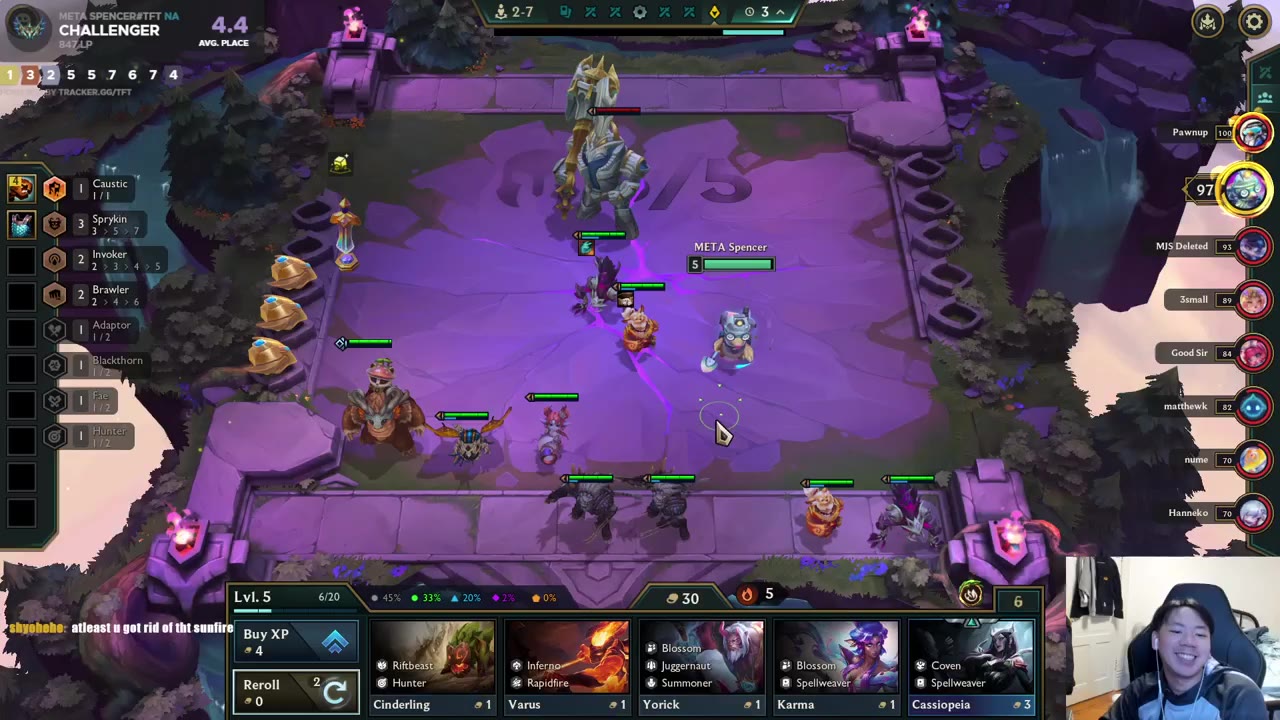 META SPENCER#TFT NA
CHALLENGER
847 LP
4.4
AVG. PLACE
1 3 2 5 5 7 6 7 4
BY TRACKER.GG/TFT
2-7
3
Pawnup 100
97
MJS Deleted 93
3small 89
Good Sir 84
matthewk 82
nume 70
Hanneko 70
1 Caustic
1 / 1
3 Sprykin
3 > 5 > 7
2 Invoker
2 > 3 > 4 > 5
2 Brawler
2 > 4 > 6
1 Adaptor
1 / 2
1 Blackthorn
1 / 2
1 Fae
1 / 2
1 Hunter
1 / 2
/5
META Spencer
5
shyohoho: atleast u got rid of tht sunfire
Lvl. 5 6/20
45% 33% 20% 2% 0%
30
5
6
Buy XP
4
Reroll 2
0
Riftbeast
Hunter
Cinderling 1
Inferno
Rapidfire
Varus 1
Blossom
Juggernaut
Summoner
Yorick 1
Blossom
Spellweaver
Karma 1
Coven
Spellweaver
Cassiopeia 3